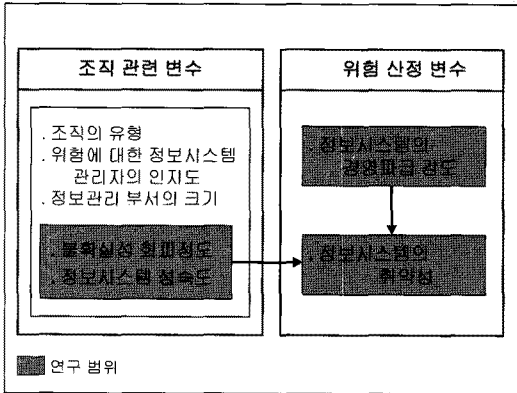 조직 관련 변수
. 조직의 유형
. 위험에 대한 정보시스템
관리자의 인지도
. 정보관리 부서의 크기
. 불확실성 회피성도
. 정보시스템 성숙도
위험 산정 변수
. 정보시스템의
경영파급 강도
. 정보시스템의
취약성
연구 범위